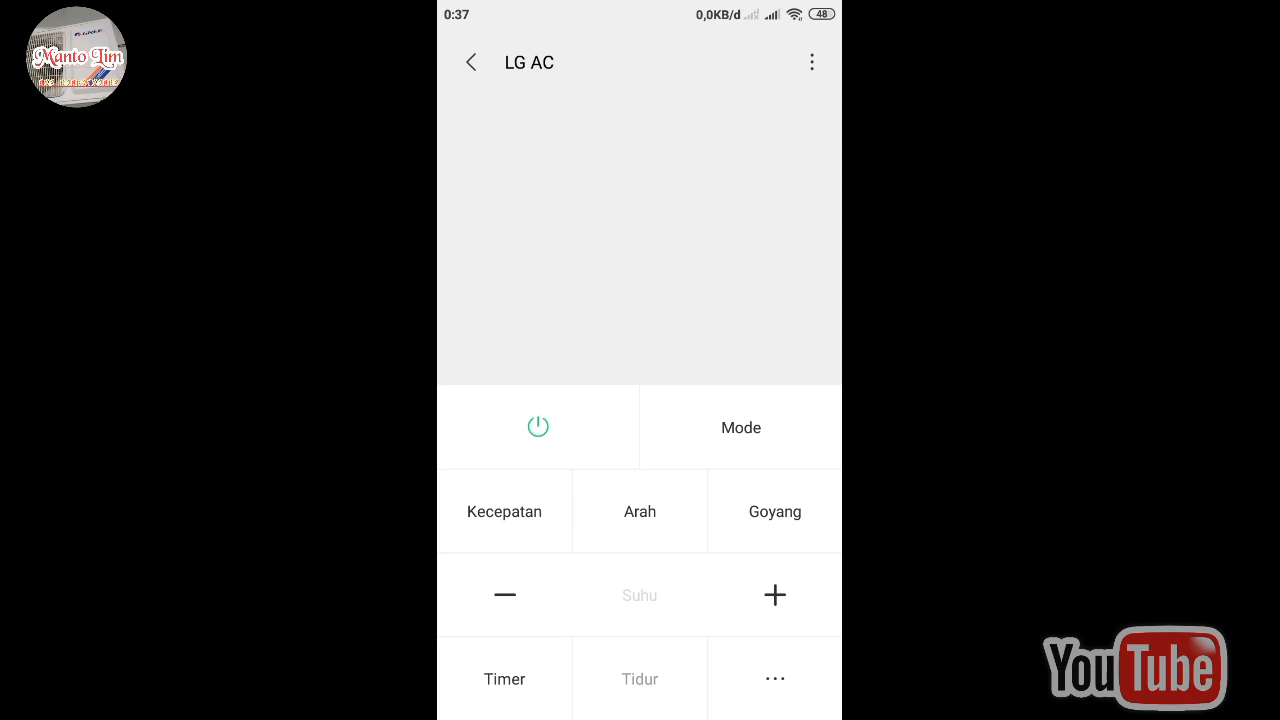 Manto Lim
0:37
0,0KB/d
48
LG AC
Mode
Kecepatan
Arah
Goyang
Suhu
Timer
Tidur
YouTube